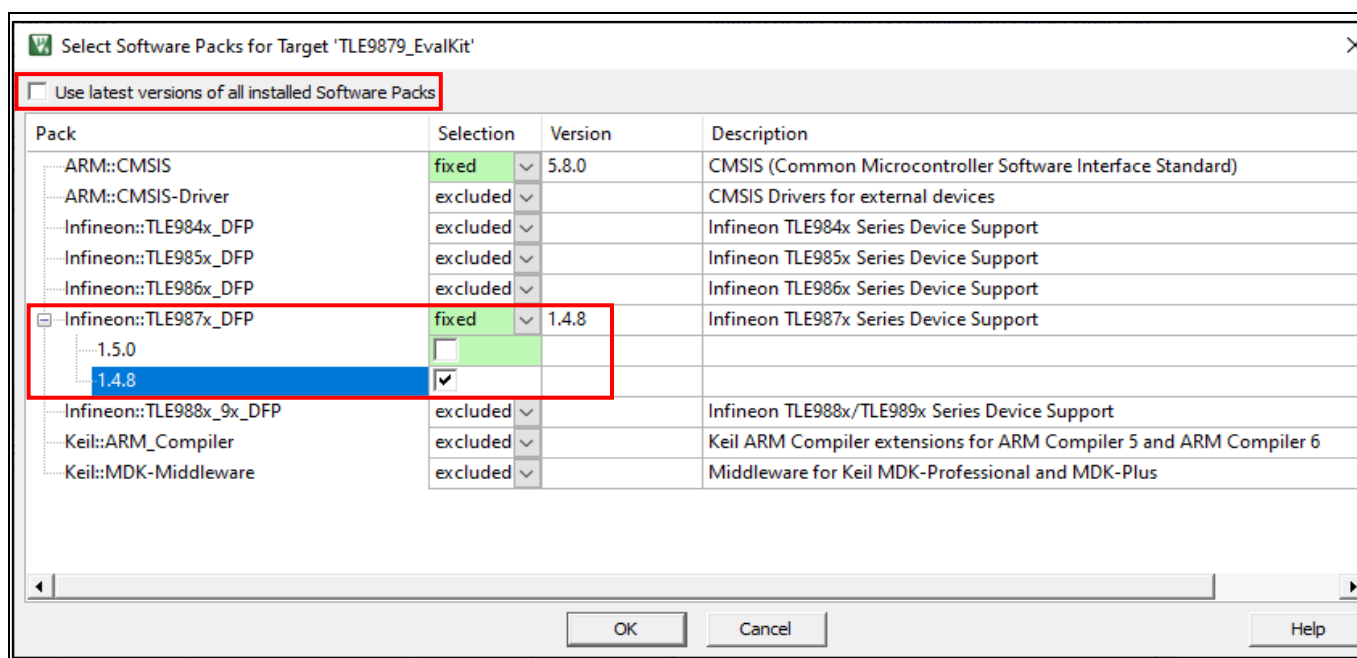 Select Software Packs for Target 'TLE9879_EvalKit'
Use latest versions of all installed Software Packs
Pack Selection Version Description
ARM::CMSIS fixed 5.8.0 CMSIS (Common Microcontroller Software Interface Standard)
ARM::CMSIS-Driver excluded CMSIS Drivers for external devices
Infineon::TLE984x_DFP excluded Infineon TLE984x Series Device Support
Infineon::TLE985x_DFP excluded Infineon TLE985x Series Device Support
Infineon::TLE986x_DFP excluded Infineon TLE986x Series Device Support
Infineon::TLE987x_DFP fixed 1.4.8 Infineon TLE987x Series Device Support
1.5.0
1.4.8
Infineon::TLE988x_9x_DFP excluded Infineon TLE988x/TLE989x Series Device Support
Keil::ARM_Compiler excluded Keil ARM Compiler extensions for ARM Compiler 5 and ARM Compiler 6
Keil::MDK-Middleware excluded Middleware for Keil MDK-Professional and MDK-Plus
OK Cancel Help